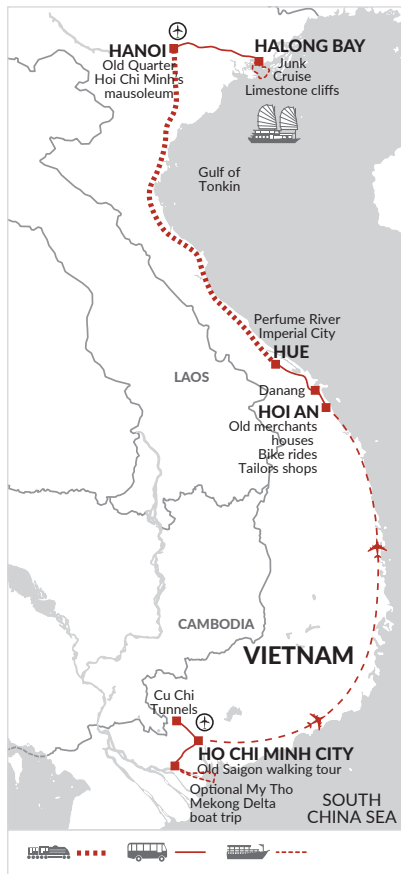 HANOI
Old Quarter
Hoi Chi Minh's
mausoleum
HALONG BAY
Junk
Cruise
Limestone cliffs
Gulf of
Tonkin
Perfume River
Imperial City
HUE
LAOS
Danang
HOI AN
Old merchants
houses
Bike rides
Tailors shops
CAMBODIA
VIETNAM
Cu Chi
Tunnels
HO CHI MINH CITY
Old Saigon walking tour
Optional My Tho
Mekong Delta
boat trip
SOUTH
CHINA SEA